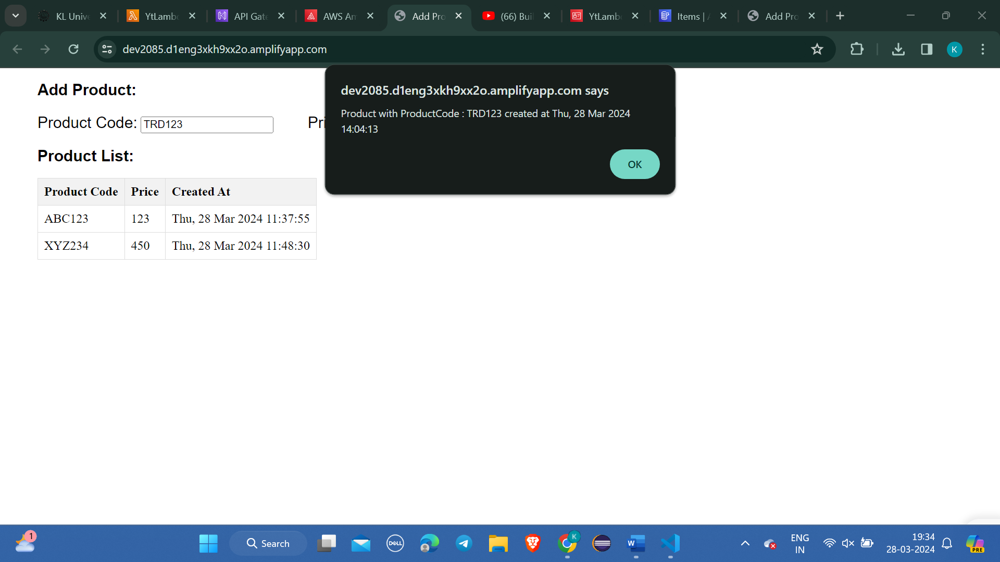 KL Unive
YtLamb
API Gate
AWS Am
Add Pro
(66) Buil
YtLamb
Items | A
Add Pro
dev2085.d1eng3xkh9xx2o.amplifyapp.com
K
dev2085.d1eng3xkh9xx2o.amplifyapp.com says
Product with ProductCode : TRD123 created at Thu, 28 Mar 2024
14:04:13
OK
Add Product:
Product Code: TRD123 Pri
Product List:
Product Code Price Created At
ABC123 123 Thu, 28 Mar 2024 11:37:55
XYZ234 450 Thu, 28 Mar 2024 11:48:30
1
Search
DELL
K
W
ENG
IN
19:34
28-03-2024
PRE